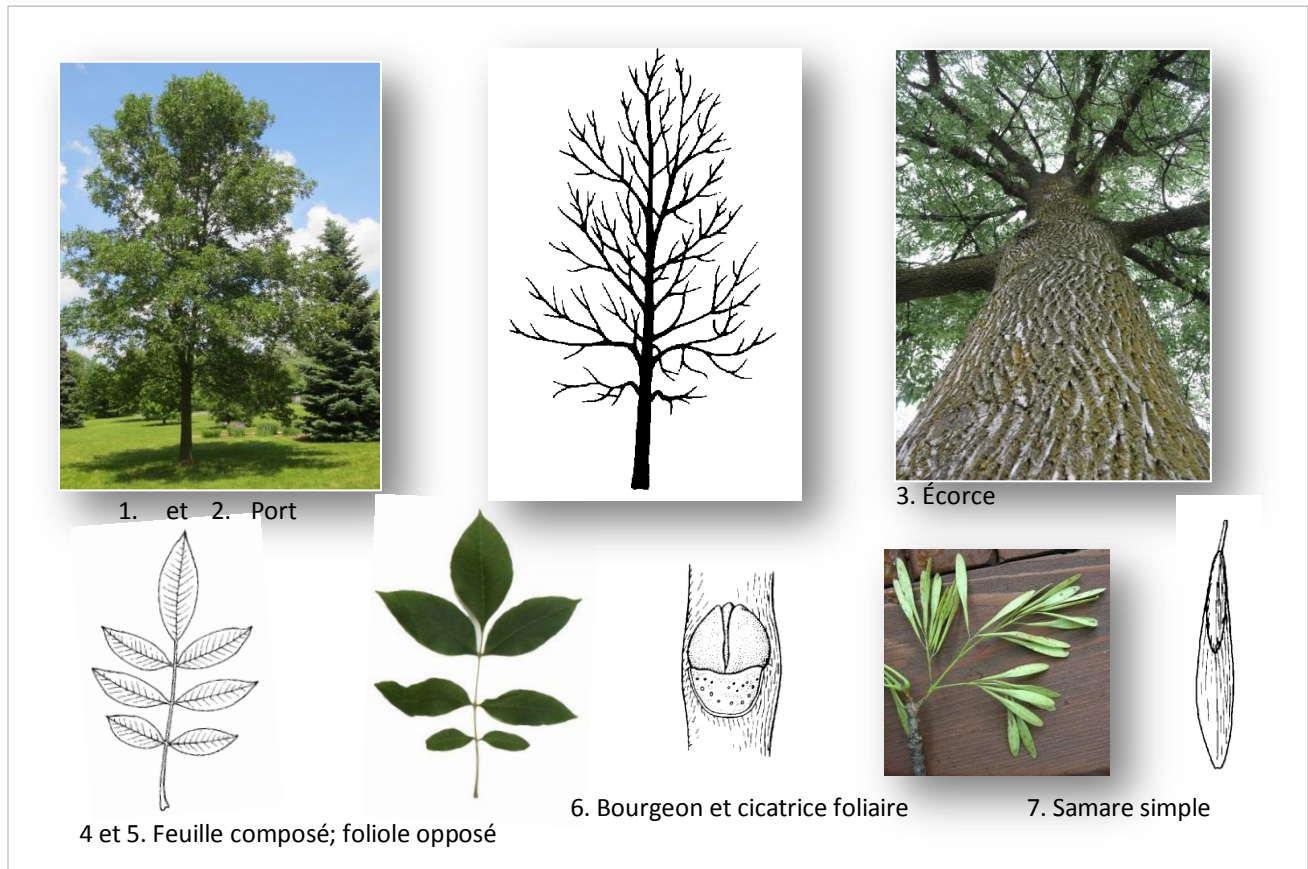 1. et 2. Port
3. Écorce
4 et 5. Feuille composé; foliole opposé
6. Bourgeon et cicatrice foliaire
7. Samare simple